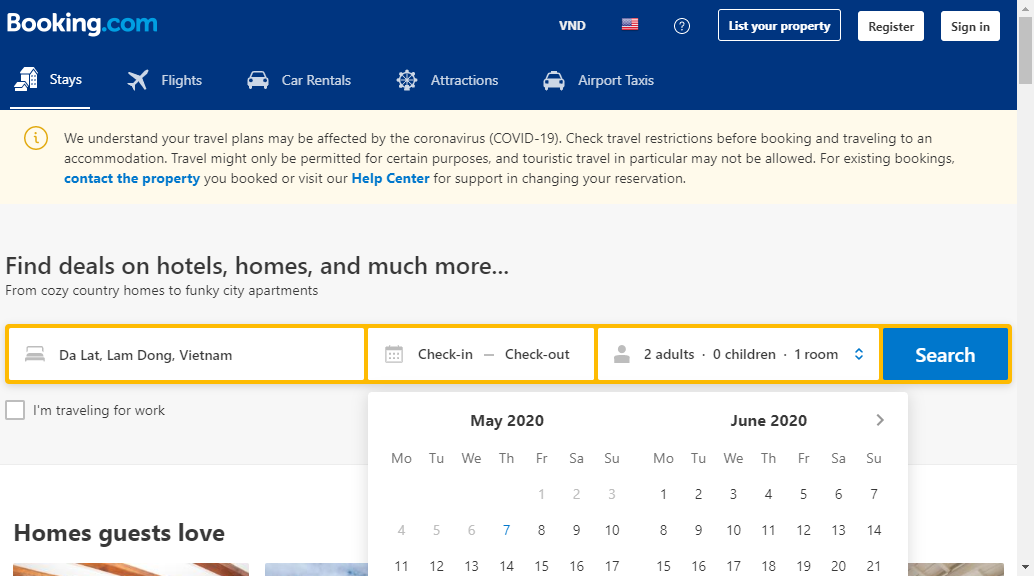 Booking.com
VND
List your property
Register
Sign in
Stays
Flights
Car Rentals
Attractions
Airport Taxis
We understand your travel plans may be affected by the coronavirus (COVID-19). Check travel restrictions before booking and traveling to an
accommodation. Travel might only be permitted for certain purposes, and touristic travel in particular may not be allowed. For existing bookings,
contact the property you booked or visit our Help Center for support in changing your reservation.
Find deals on hotels, homes, and much more...
From cozy country homes to funky city apartments
Da Lat, Lam Dong, Vietnam
Check-in — Check-out
2 adults · 0 children · 1 room
Search
I'm traveling for work
May 2020
Mo Tu We Th Fr Sa Su
1 2 3
4 5 6 7 8 9 10
11 12 13 14 15 16 17
June 2020
Mo Tu We Th Fr Sa Su
1 2 3 4 5 6 7
8 9 10 11 12 13 14
15 16 17 18 19 20 21
Homes guests love